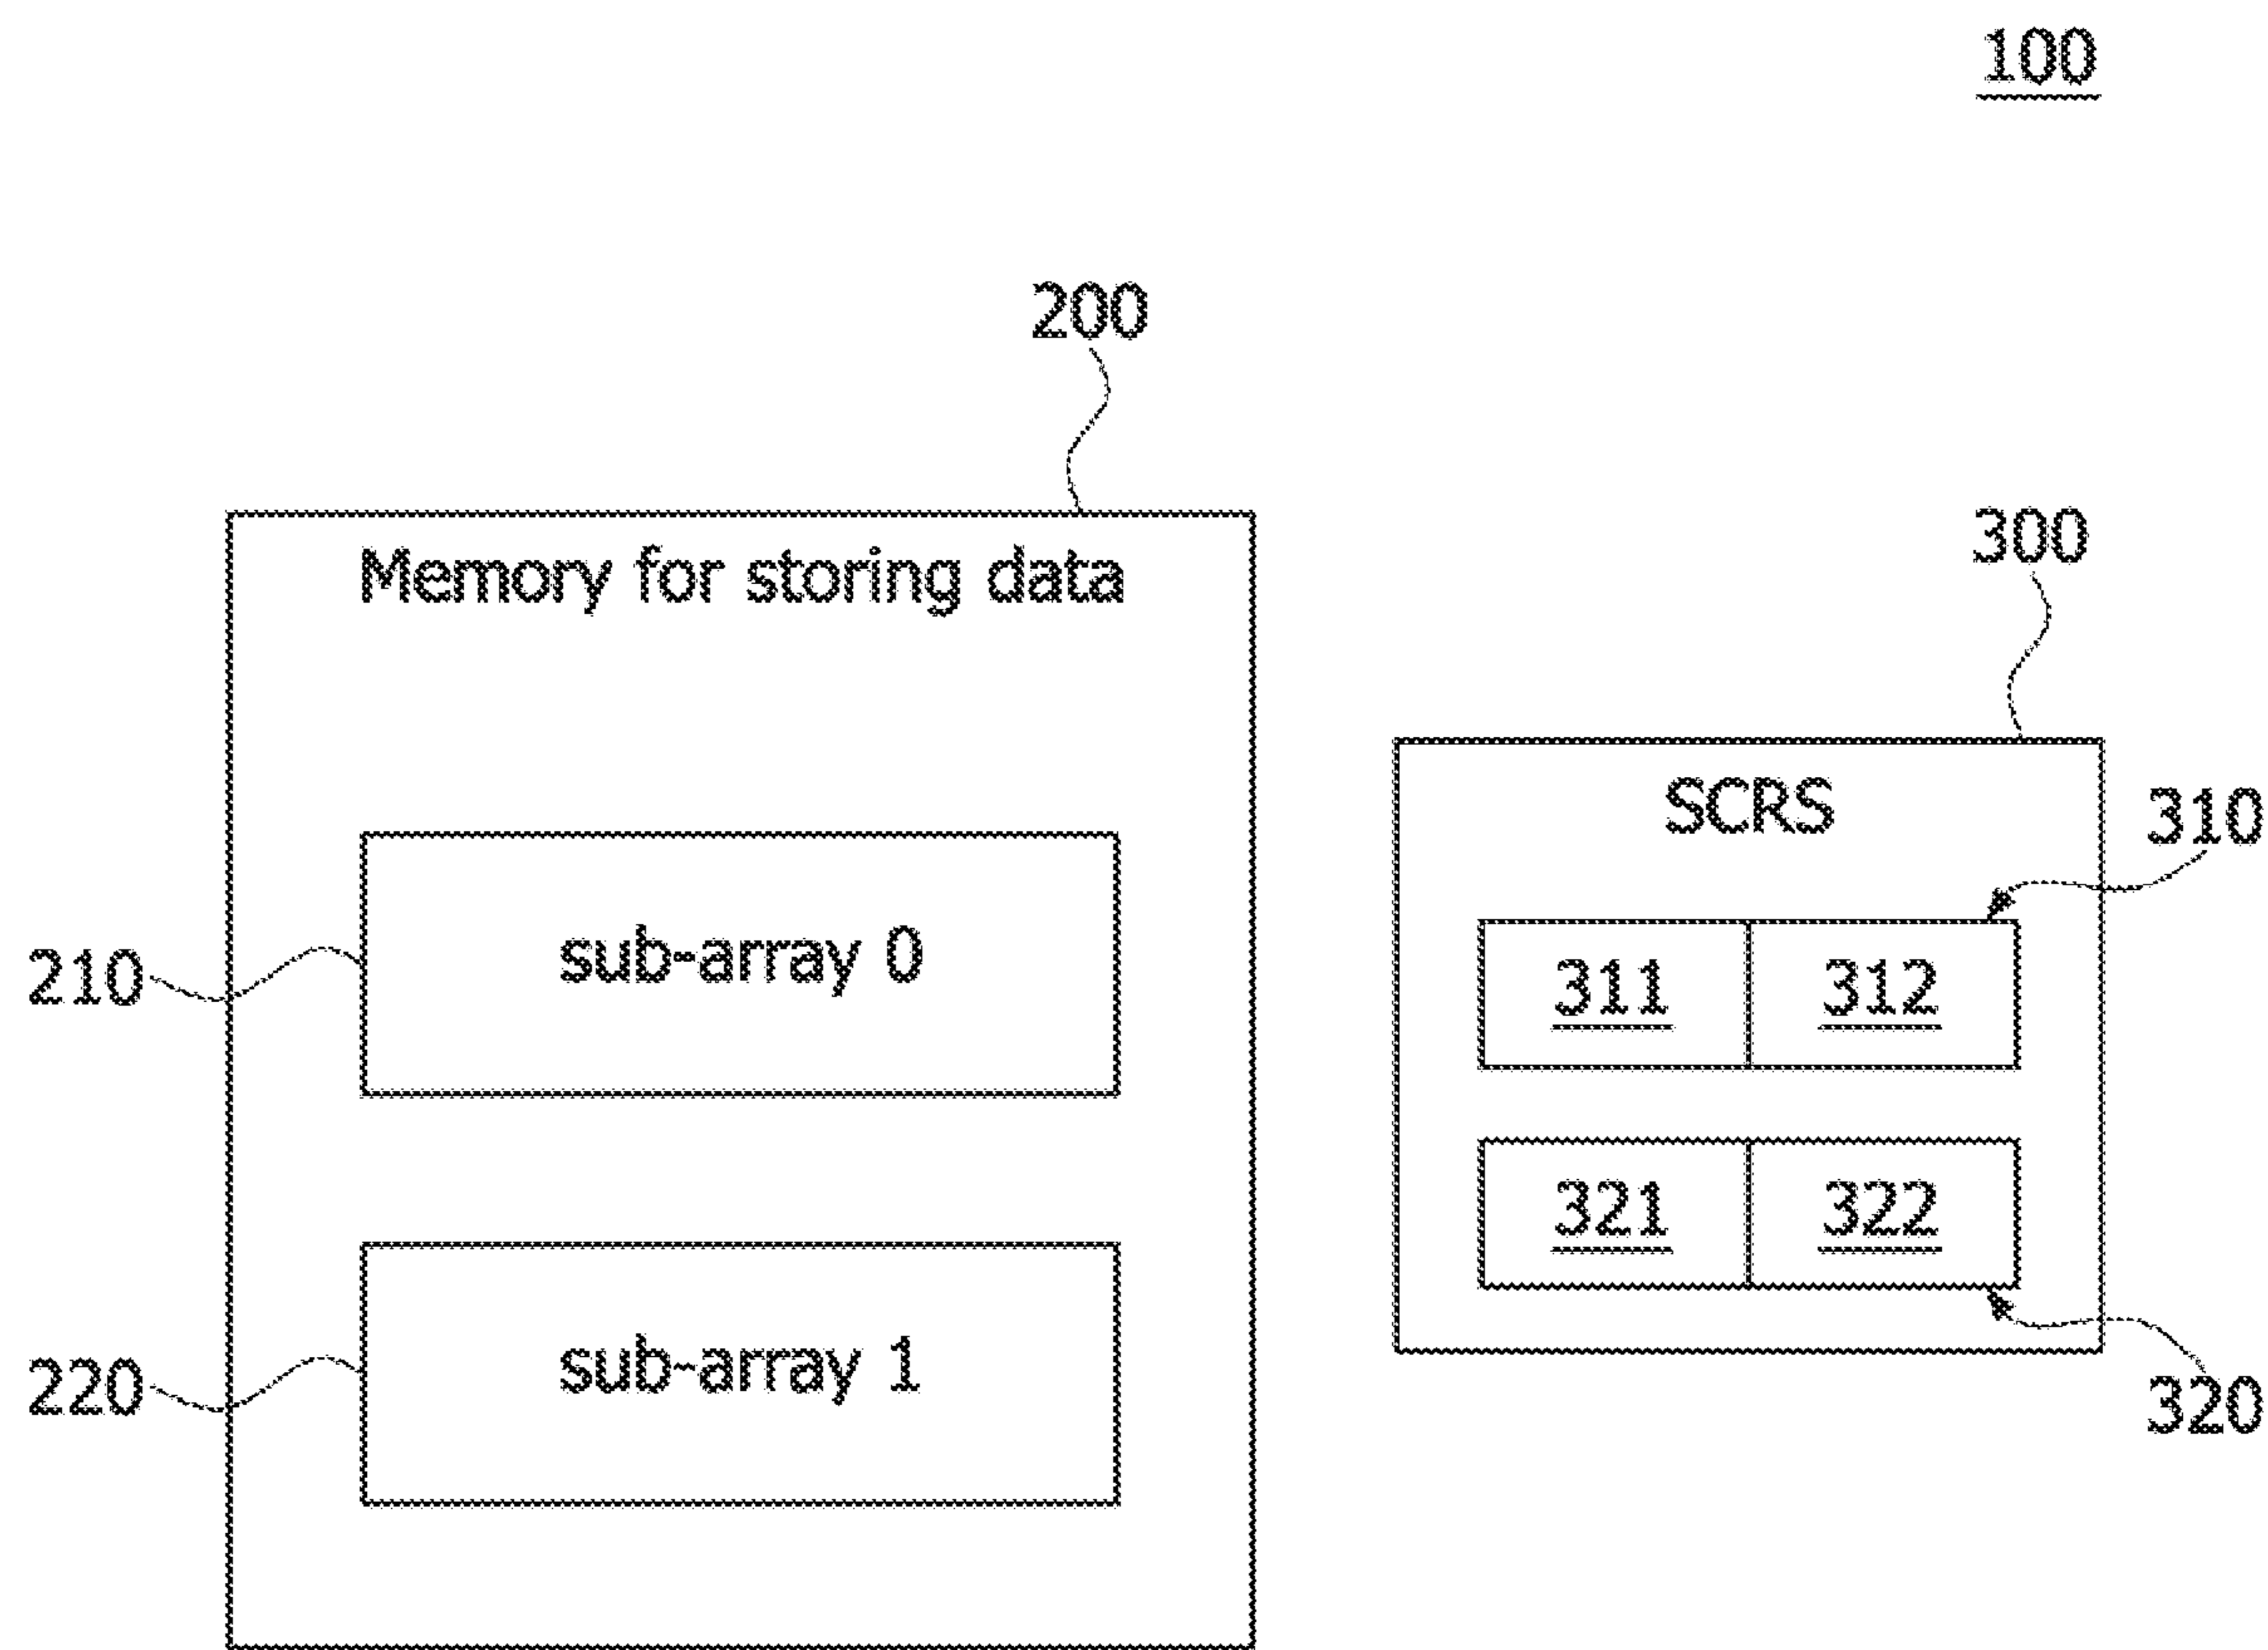 100
200
Memory for storing data
300
SCRS
310
sub-array 0
210
311 312
321 322
sub-array 1
220
320